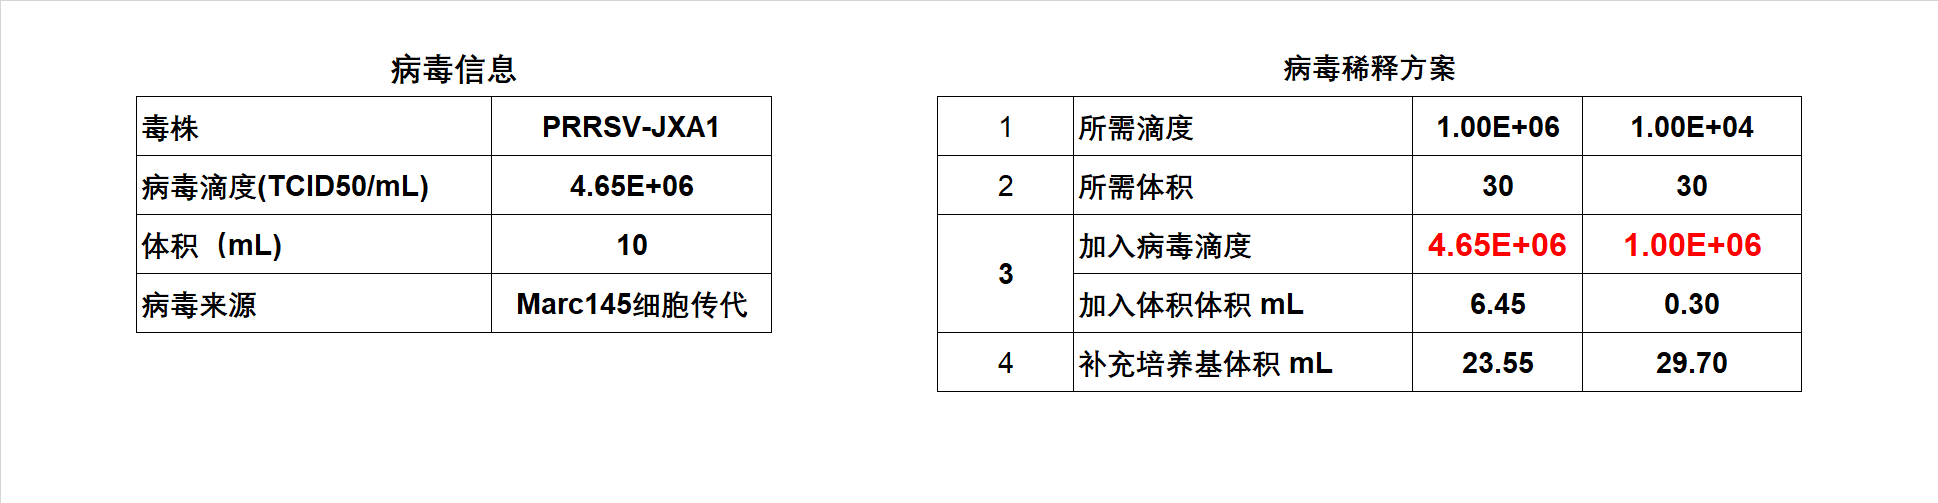 病毒信息
毒株 PRRSV-JXA1
病毒滴度(TCID50/mL) 4.65E+06
体积（mL) 10
病毒来源 Marc145细胞传代
病毒稀释方案
1 所需滴度 1.00E+06 1.00E+04
2 所需体积 30 30
3 加入病毒滴度 4.65E+06 1.00E+06
加入体积体积 mL 6.45 0.30
4 补充培养基体积 mL 23.55 29.70